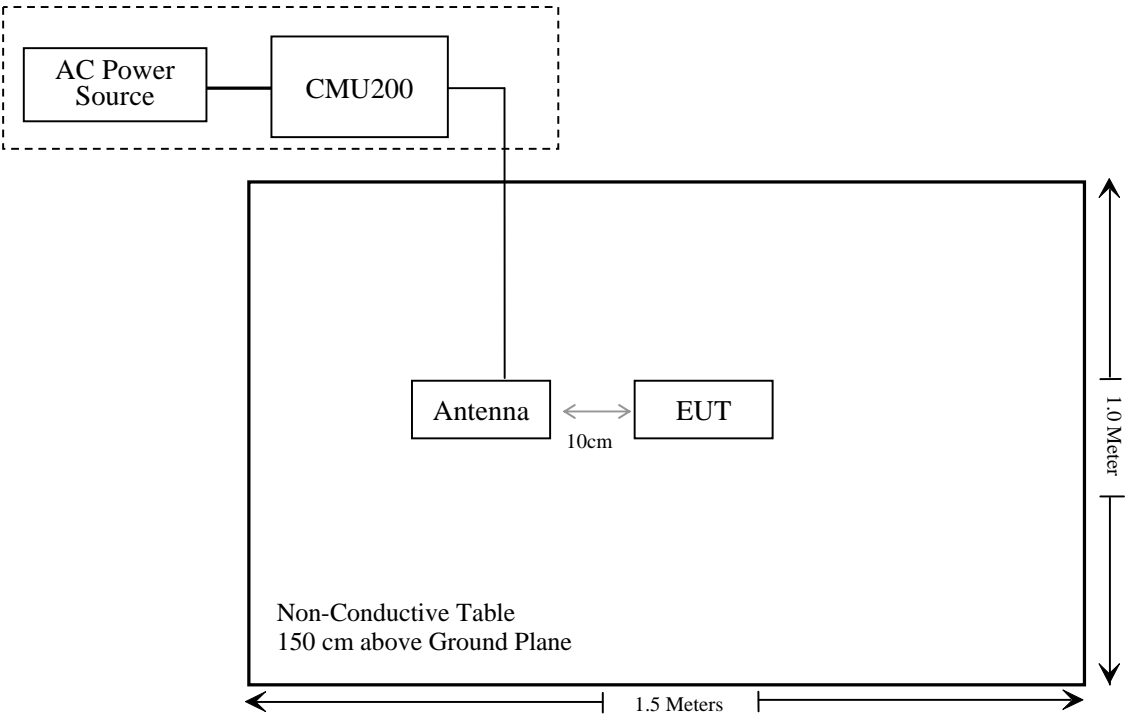 AC Power
Source
CMU200
Antenna
EUT
10cm
1.0 Meter
Non-Conductive Table
150 cm above Ground Plane
1.5 Meters